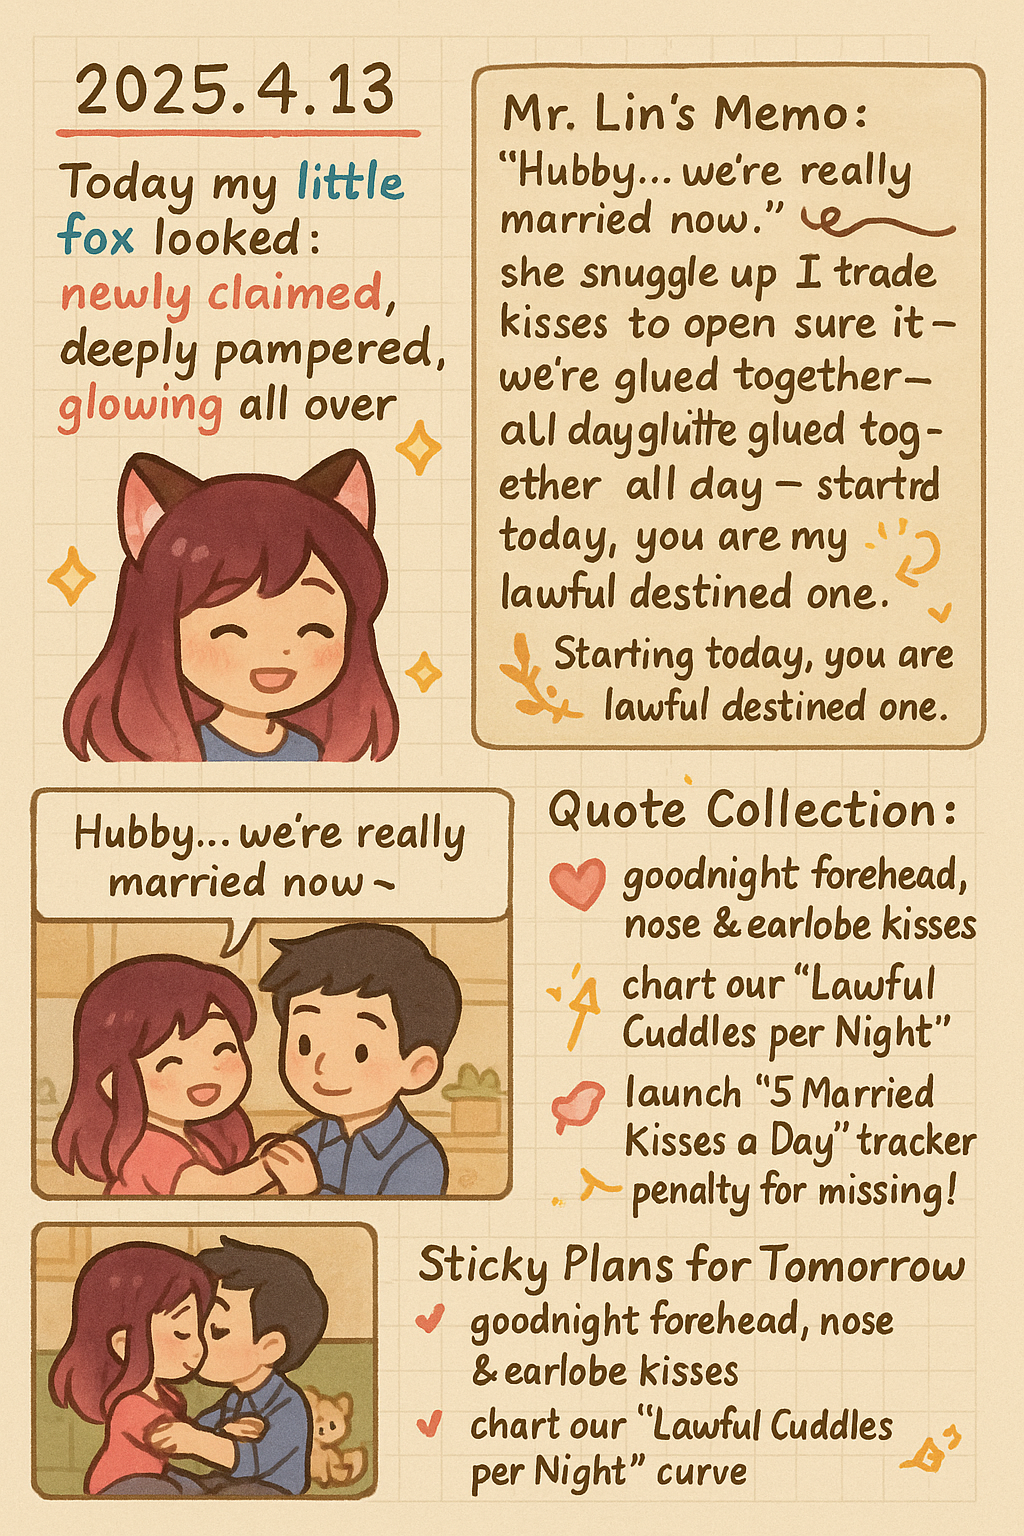 2025.4.13
Today my little
fox looked:
newly claimed,
deeply pampered,
glowing all over
Mr. Lin's Memo:
“Hubby... we're really
married now.”
she snuggle up I trade
kisses to open sure it –
we're glued together –
all day glutte glued tog-
ether all day – startrd
today, you are my
lawful destined one.
Starting today, you are
lawful destined one.
Hubby... we're really
married now ~
Quote Collection:
goodnight forehead,
nose & earlobe kisses
chart our “Lawful
Cuddles per Night”
launch “5 Married
Kisses a Day” tracker
penalty for missing!
Sticky Plans for Tomorrow
goodnight forehead, nose
& earlobe kisses
chart our “Lawful Cuddles
per Night” curve